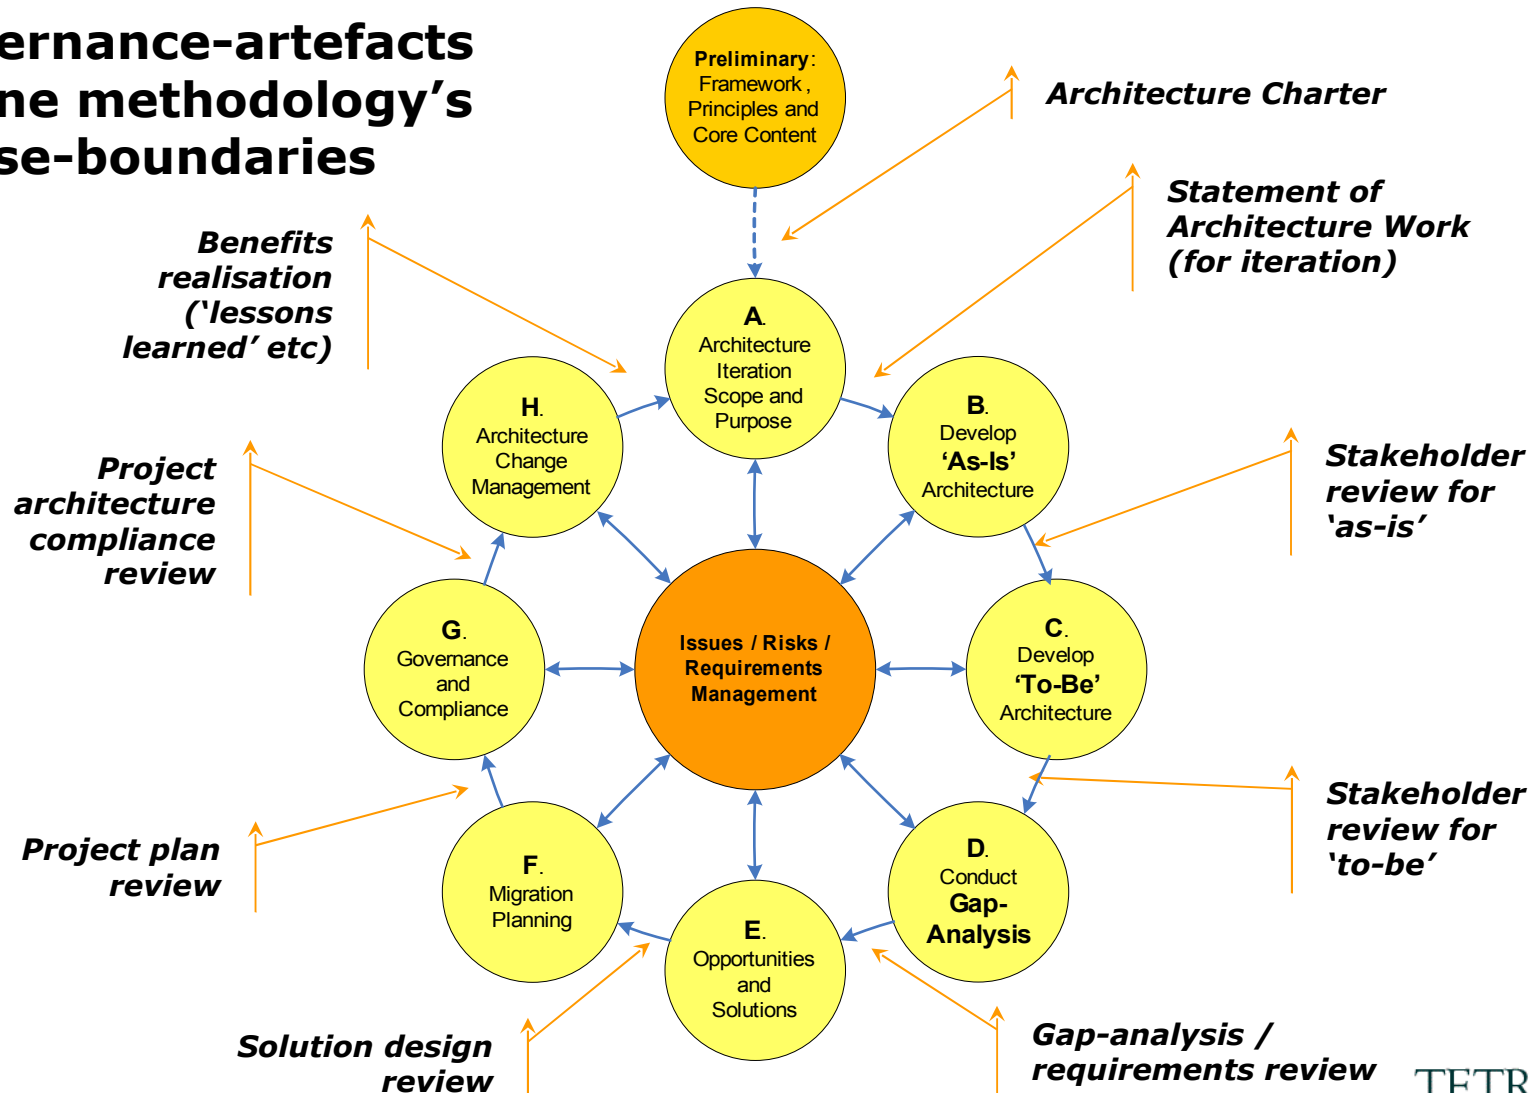 ernance-artefacts
ne methodology's
se-boundaries
Preliminary:
Framework ,
Principles and
Core Content
Architecture Charter
Statement of
Architecture Work
(for iteration)
Benefits
realisation
(‘lessons
learned’ etc)
A.
Architecture
Iteration
Scope and
Purpose
H.
Architecture
Change
Management
B.
Develop
‘As-Is’
Architecture
Project
architecture
compliance
review
Stakeholder
review for
‘as-is’
G.
Governance
and
Compliance
Issues / Risks /
Requirements
Management
C.
Develop
‘To-Be’
Architecture
Project plan
review
F.
Migration
Planning
D.
Conduct
Gap-
Analysis
Stakeholder
review for
‘to-be’
E.
Opportunities
and
Solutions
Solution design
review
Gap-analysis /
requirements review
TETR